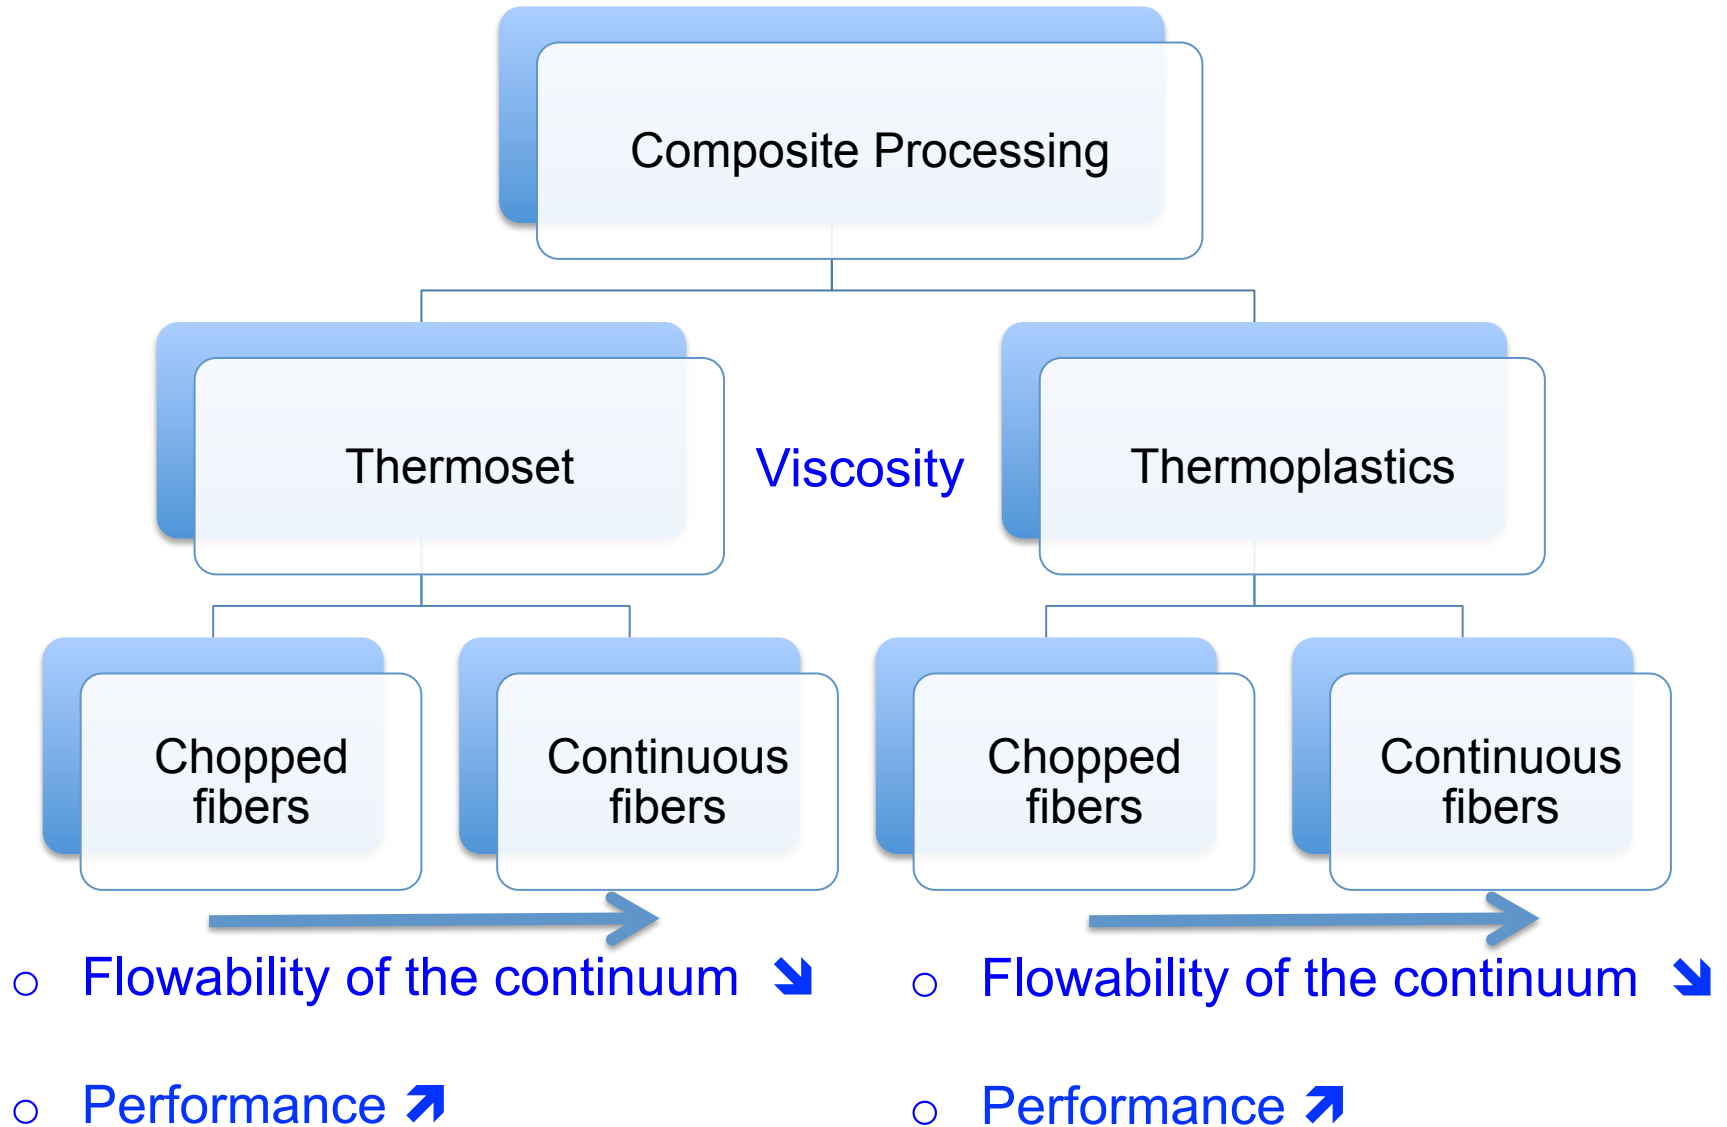 Composite Processing
Thermoset
Viscosity
Thermoplastics
Chopped
fibers
Continuous
fibers
Chopped
fibers
Continuous
fibers
o Flowability of the continuum ➘
o Performance ➚
o Flowability of the continuum ➘
o Performance ➚